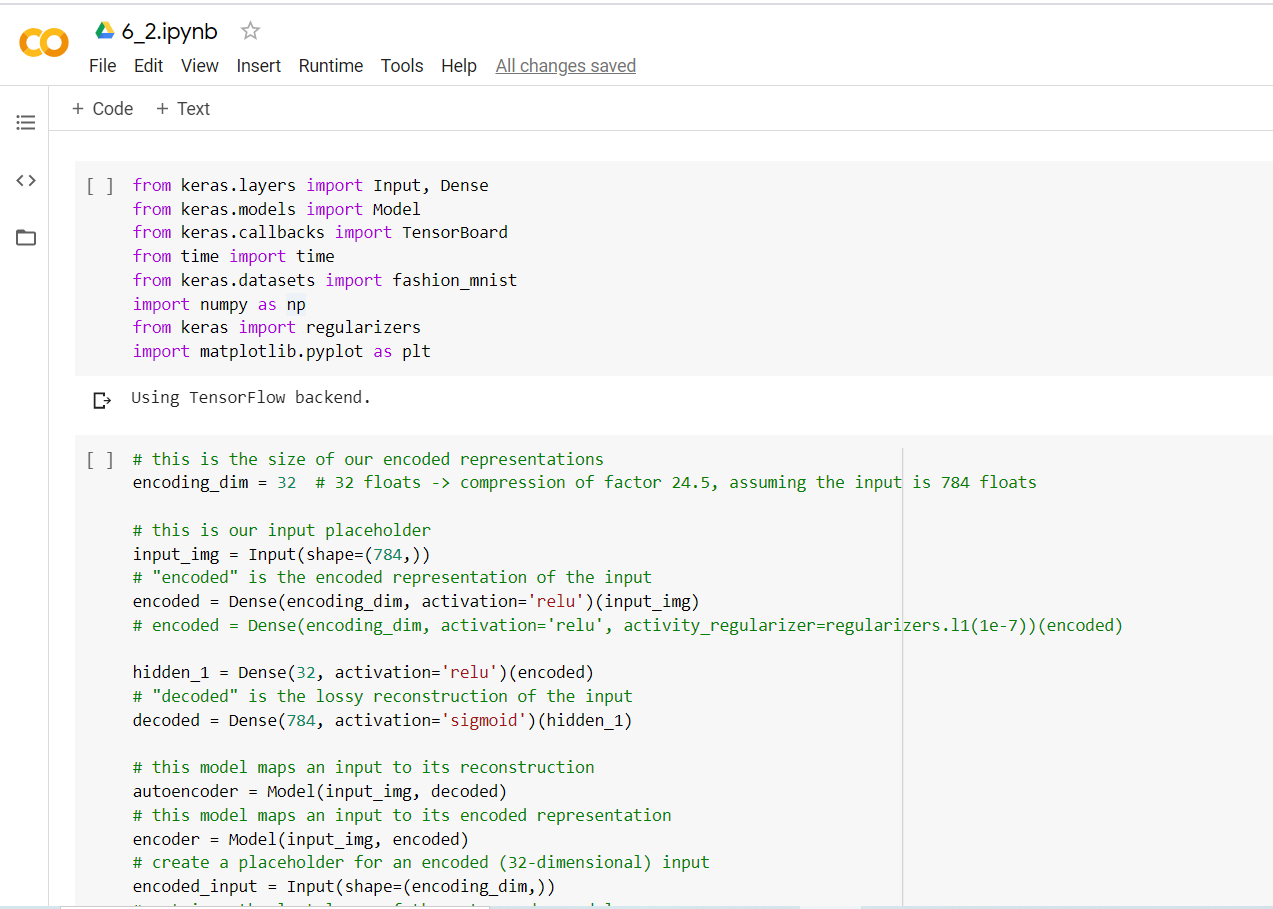 6_2.ipynb
File Edit View Insert Runtime Tools Help All changes saved
+ Code + Text
[ ] from keras.layers import Input, Dense
from keras.models import Model
from keras.callbacks import TensorBoard
from time import time
from keras.datasets import fashion_mnist
import numpy as np
from keras import regularizers
import matplotlib.pyplot as plt
Using TensorFlow backend.
[ ] # this is the size of our encoded representations
encoding_dim = 32  # 32 floats -> compression of factor 24.5, assuming the input is 784 floats
# this is our input placeholder
input_img = Input(shape=(784,))
# "encoded" is the encoded representation of the input
encoded = Dense(encoding_dim, activation='relu')(input_img)
# encoded = Dense(encoding_dim, activation='relu', activity_regularizer=regularizers.l1(1e-7))(encoded)
hidden_1 = Dense(32, activation='relu')(encoded)
# "decoded" is the lossy reconstruction of the input
decoded = Dense(784, activation='sigmoid')(hidden_1)
# this model maps an input to its reconstruction
autoencoder = Model(input_img, decoded)
# this model maps an input to its encoded representation
encoder = Model(input_img, encoded)
# create a placeholder for an encoded (32-dimensional) input
encoded_input = Input(shape=(encoding_dim,))